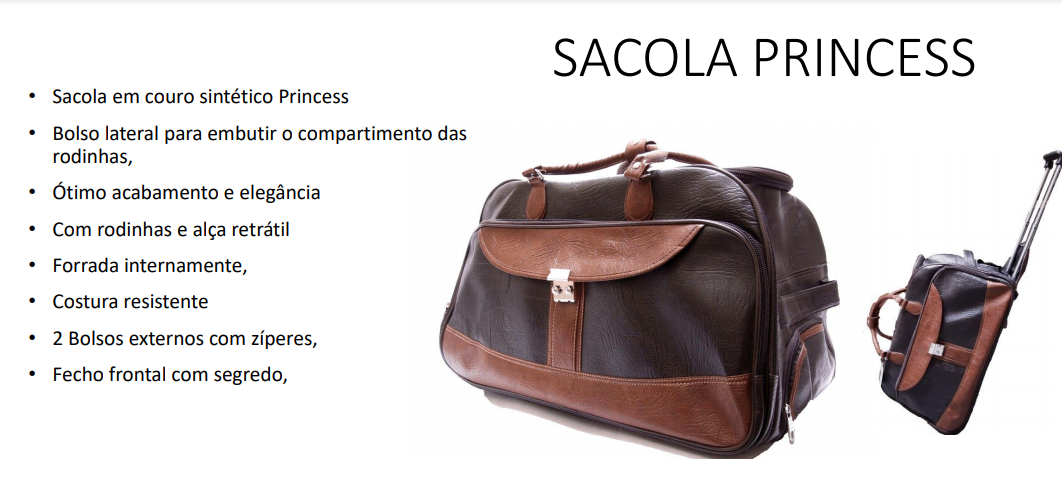 SACOLA PRINCESS
• Sacola em couro sintético Princess
• Bolso lateral para embutir o compartimento das
rodinhas,
• Ótimo acabamento e elegância
• Com rodinhas e alça retrátil
• Forrada internamente,
• Costura resistente
• 2 Bolsos externos com zíperes,
• Fecho frontal com segredo,